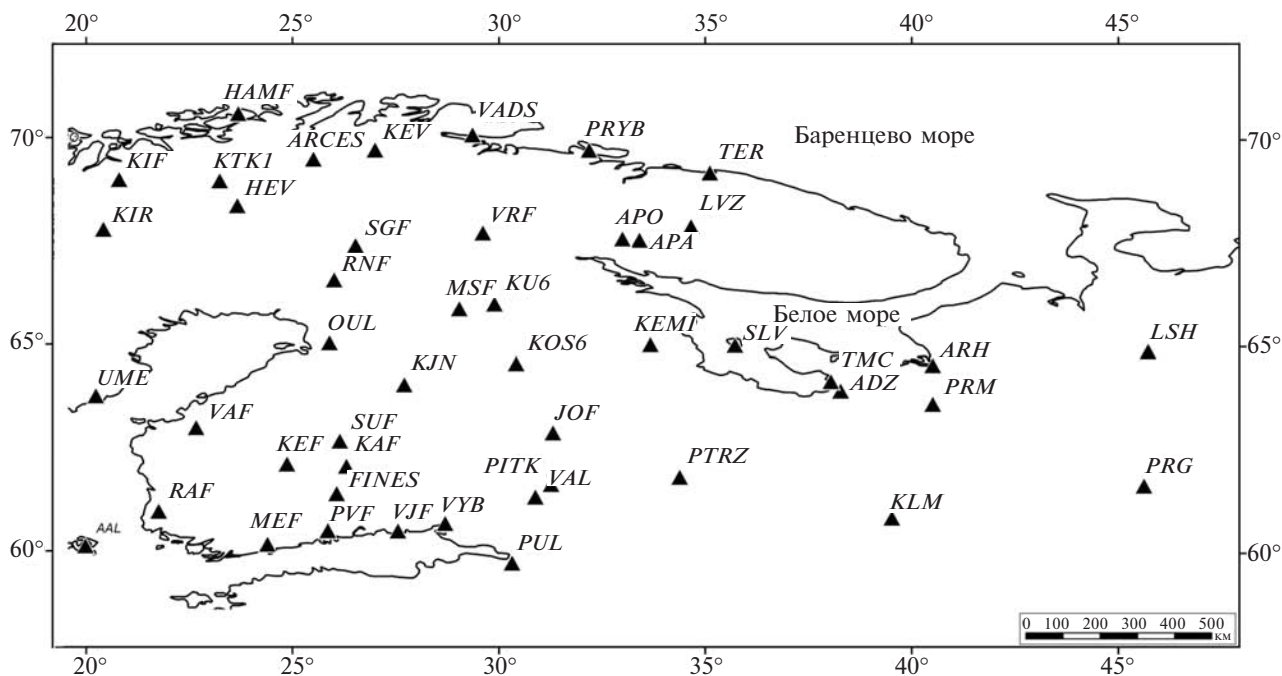 20° 25° 30° 35° 40° 45°
HAMF
VADS
70°
ARCES KEV PRYB Баренцево море
70°
KIF KTK1 TER
HEV
KIR SGF VRF APO LVZ
APA
RNF
MSF KU6
Белое море
OUL KEMI SLV LSH
65° 65°
KJN KOS6 TMC ARH
UME ADZ PRM
VAF SUF JOF
KEF KAF PITK VAL PTRZ PRG
FINES
RAF KLM
MEF PVF VJF VYB
AAL
60° PUL 60°
0 100 200 300 400 500
КМ
20° 25° 30° 35° 40° 45°